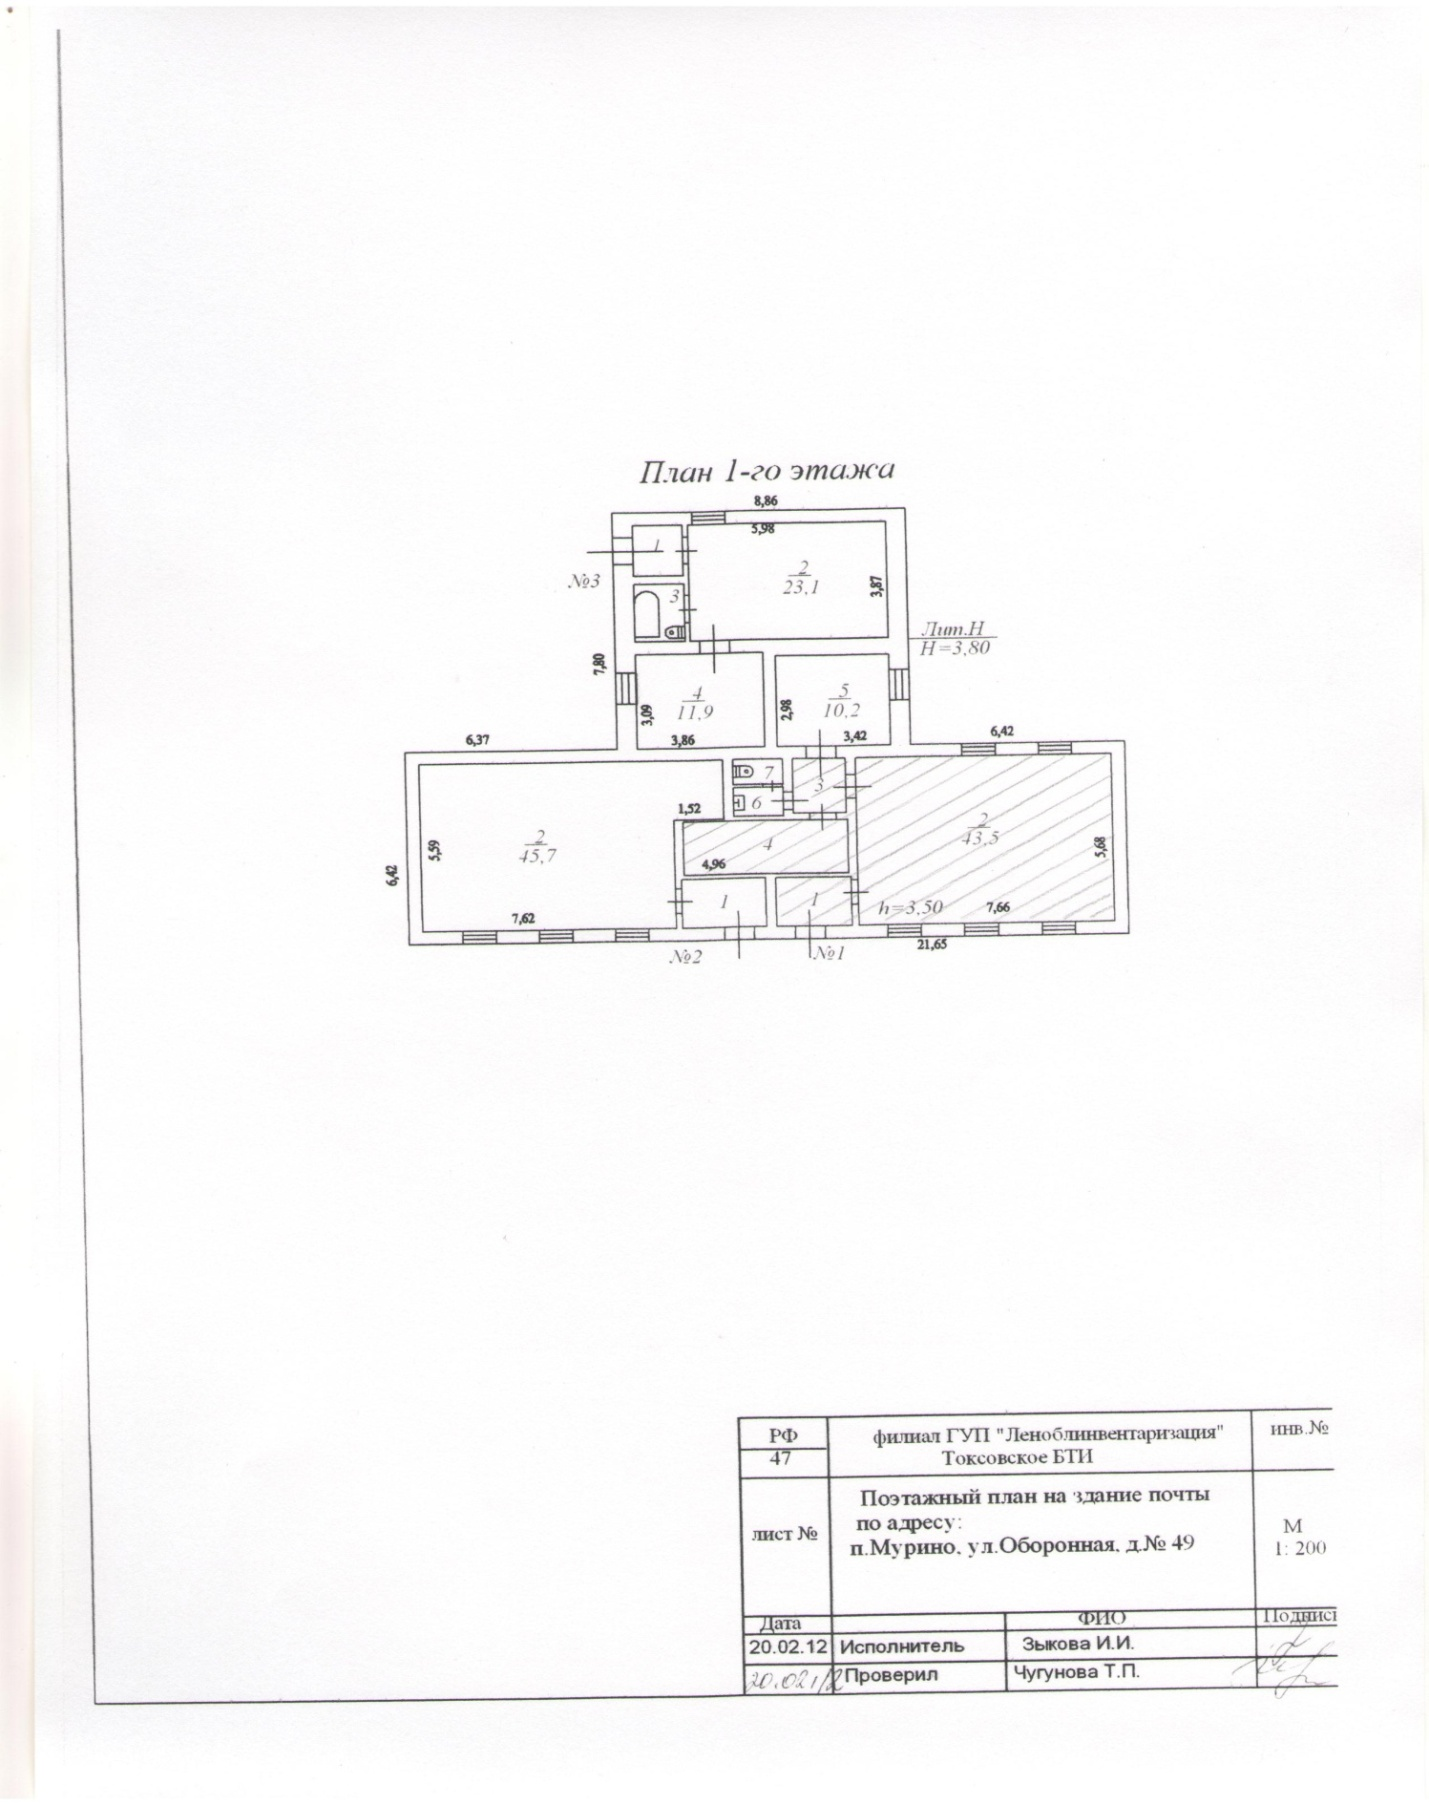 План 1-го этажа
8,86
5,98
1
2
23,1
3,87
№3
3
Лит.Н
Н=3,80
7,80
4
11,9
3,09
3,86
5
10,2
2,98
3,42
6,37
6,42
7
6
3
1,52
2
45,7
5,59
6,42
4
4,96
2
43,5
5,68
1
1
h=3,50
7,66
7,62
№2
№1
21,65
РФ
47
филиал ГУП "Леноблинвентаризация"
Токсовское БТИ
инв.№
лист №
Поэтажный план на здание почты
по адресу:
п.Мурино, ул.Оборонная, д.№ 49
М
1: 200
Дата
ФИО
Подпись
20.02.12
Исполнитель
Зыкова И.И.
20.02.12
Проверил
Чугунова Т.П.